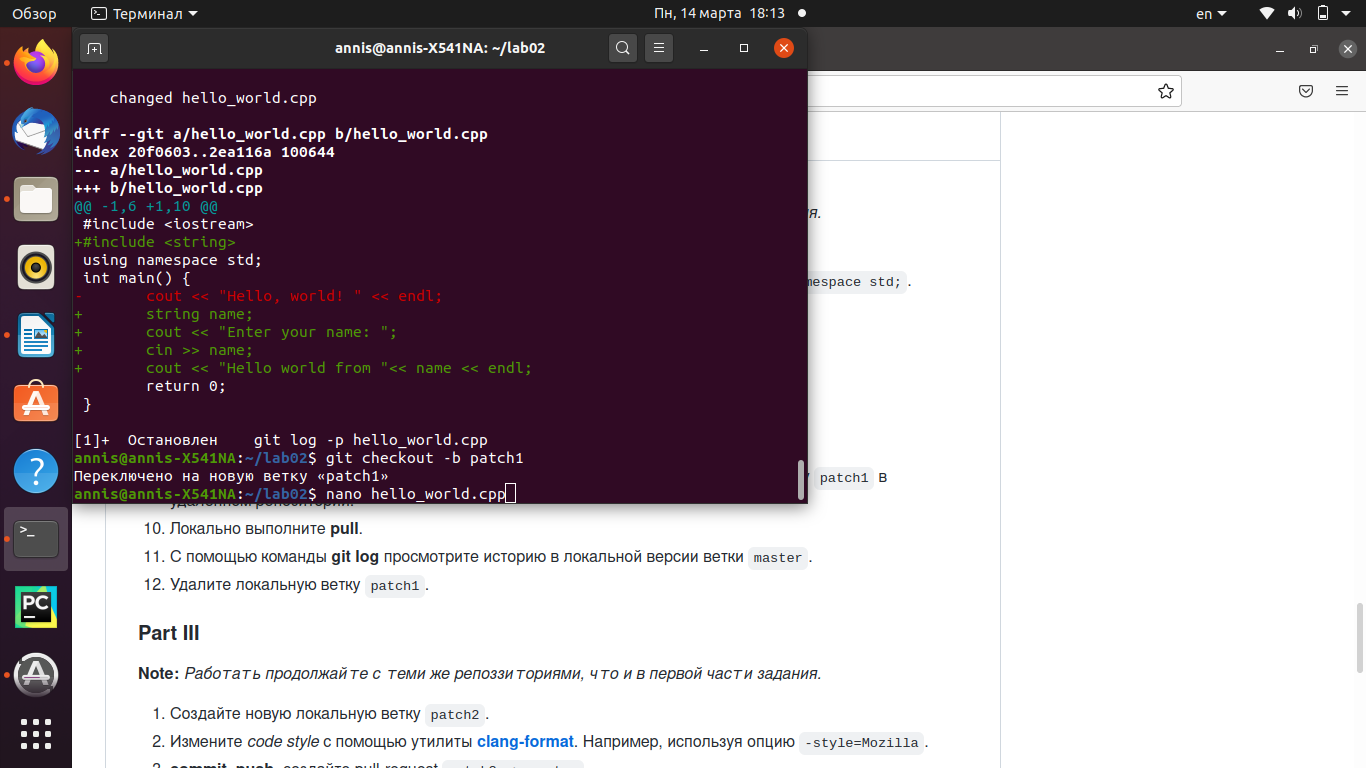 Обзор
Терминал
Пн, 14 марта 18:13
en
annis@annis-X541NA: ~/lab02
changed hello_world.cpp
diff --git a/hello_world.cpp b/hello_world.cpp
index 20f0603..2ea116a 100644
--- a/hello_world.cpp
+++ b/hello_world.cpp
@@ -1,6 +1,10 @@
#include <iostream>
+#include <string>
using namespace std;
int main() {
-       cout << "Hello, world! " << endl;
+       string name;
+       cout << "Enter your name: ";
+       cin >> name;
+       cout << "Hello world from "<< name << endl;
return 0;
}
[1]+  Остановлен    git log -p hello_world.cpp
annis@annis-X541NA:~/lab02$ git checkout -b patch1
Переключено на новую ветку «patch1»
annis@annis-X541NA:~/lab02$ nano hello_world.cpp
я.
mespace std; .
patch1 в
10. Локально выполните pull.
11. С помощью команды git log просмотрите историю в локальной версии ветки master .
12. Удалите локальную ветку patch1 .
Part III
Note: Работать продолжайте с теми же репоззиториями, что и в первой части задания.
1. Создайте новую локальную ветку patch2 .
2. Измените code style с помощью утилиты clang-format. Например, используя опцию -style=Mozilla .
PC